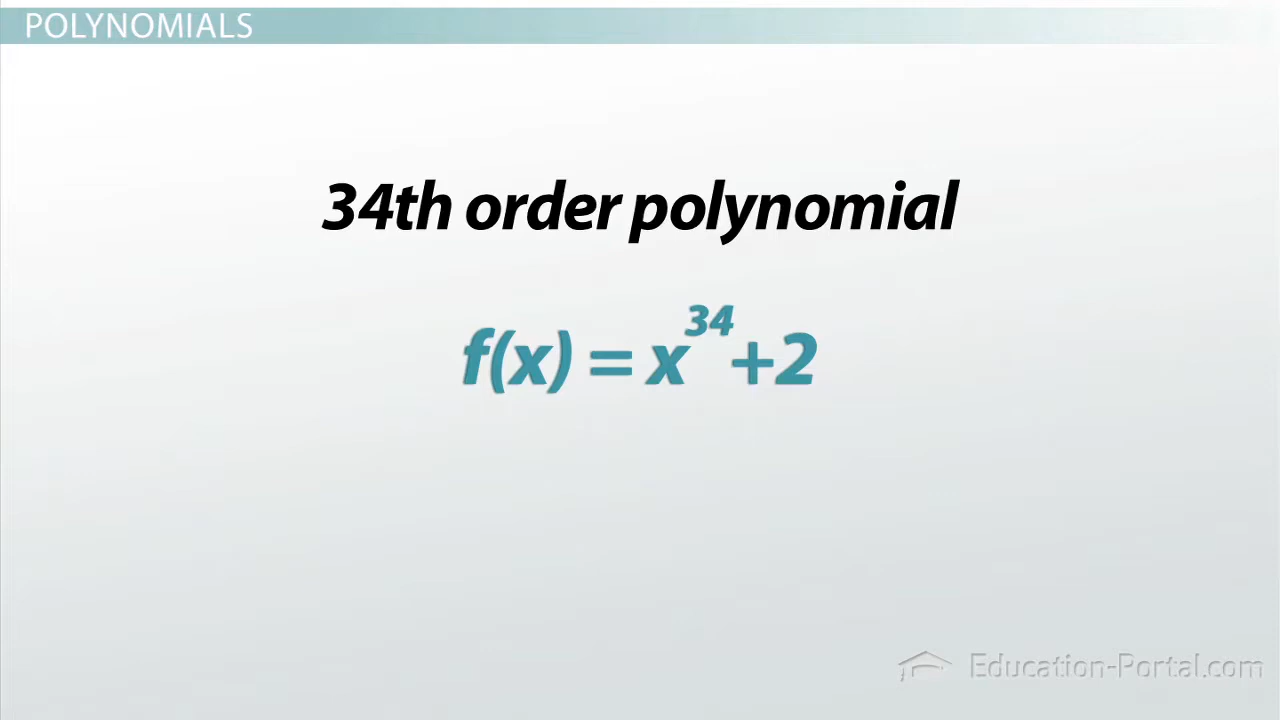 POLYNOMIALS
34th order polynomial
f(x) = x³⁴+2
Education-Portal.com